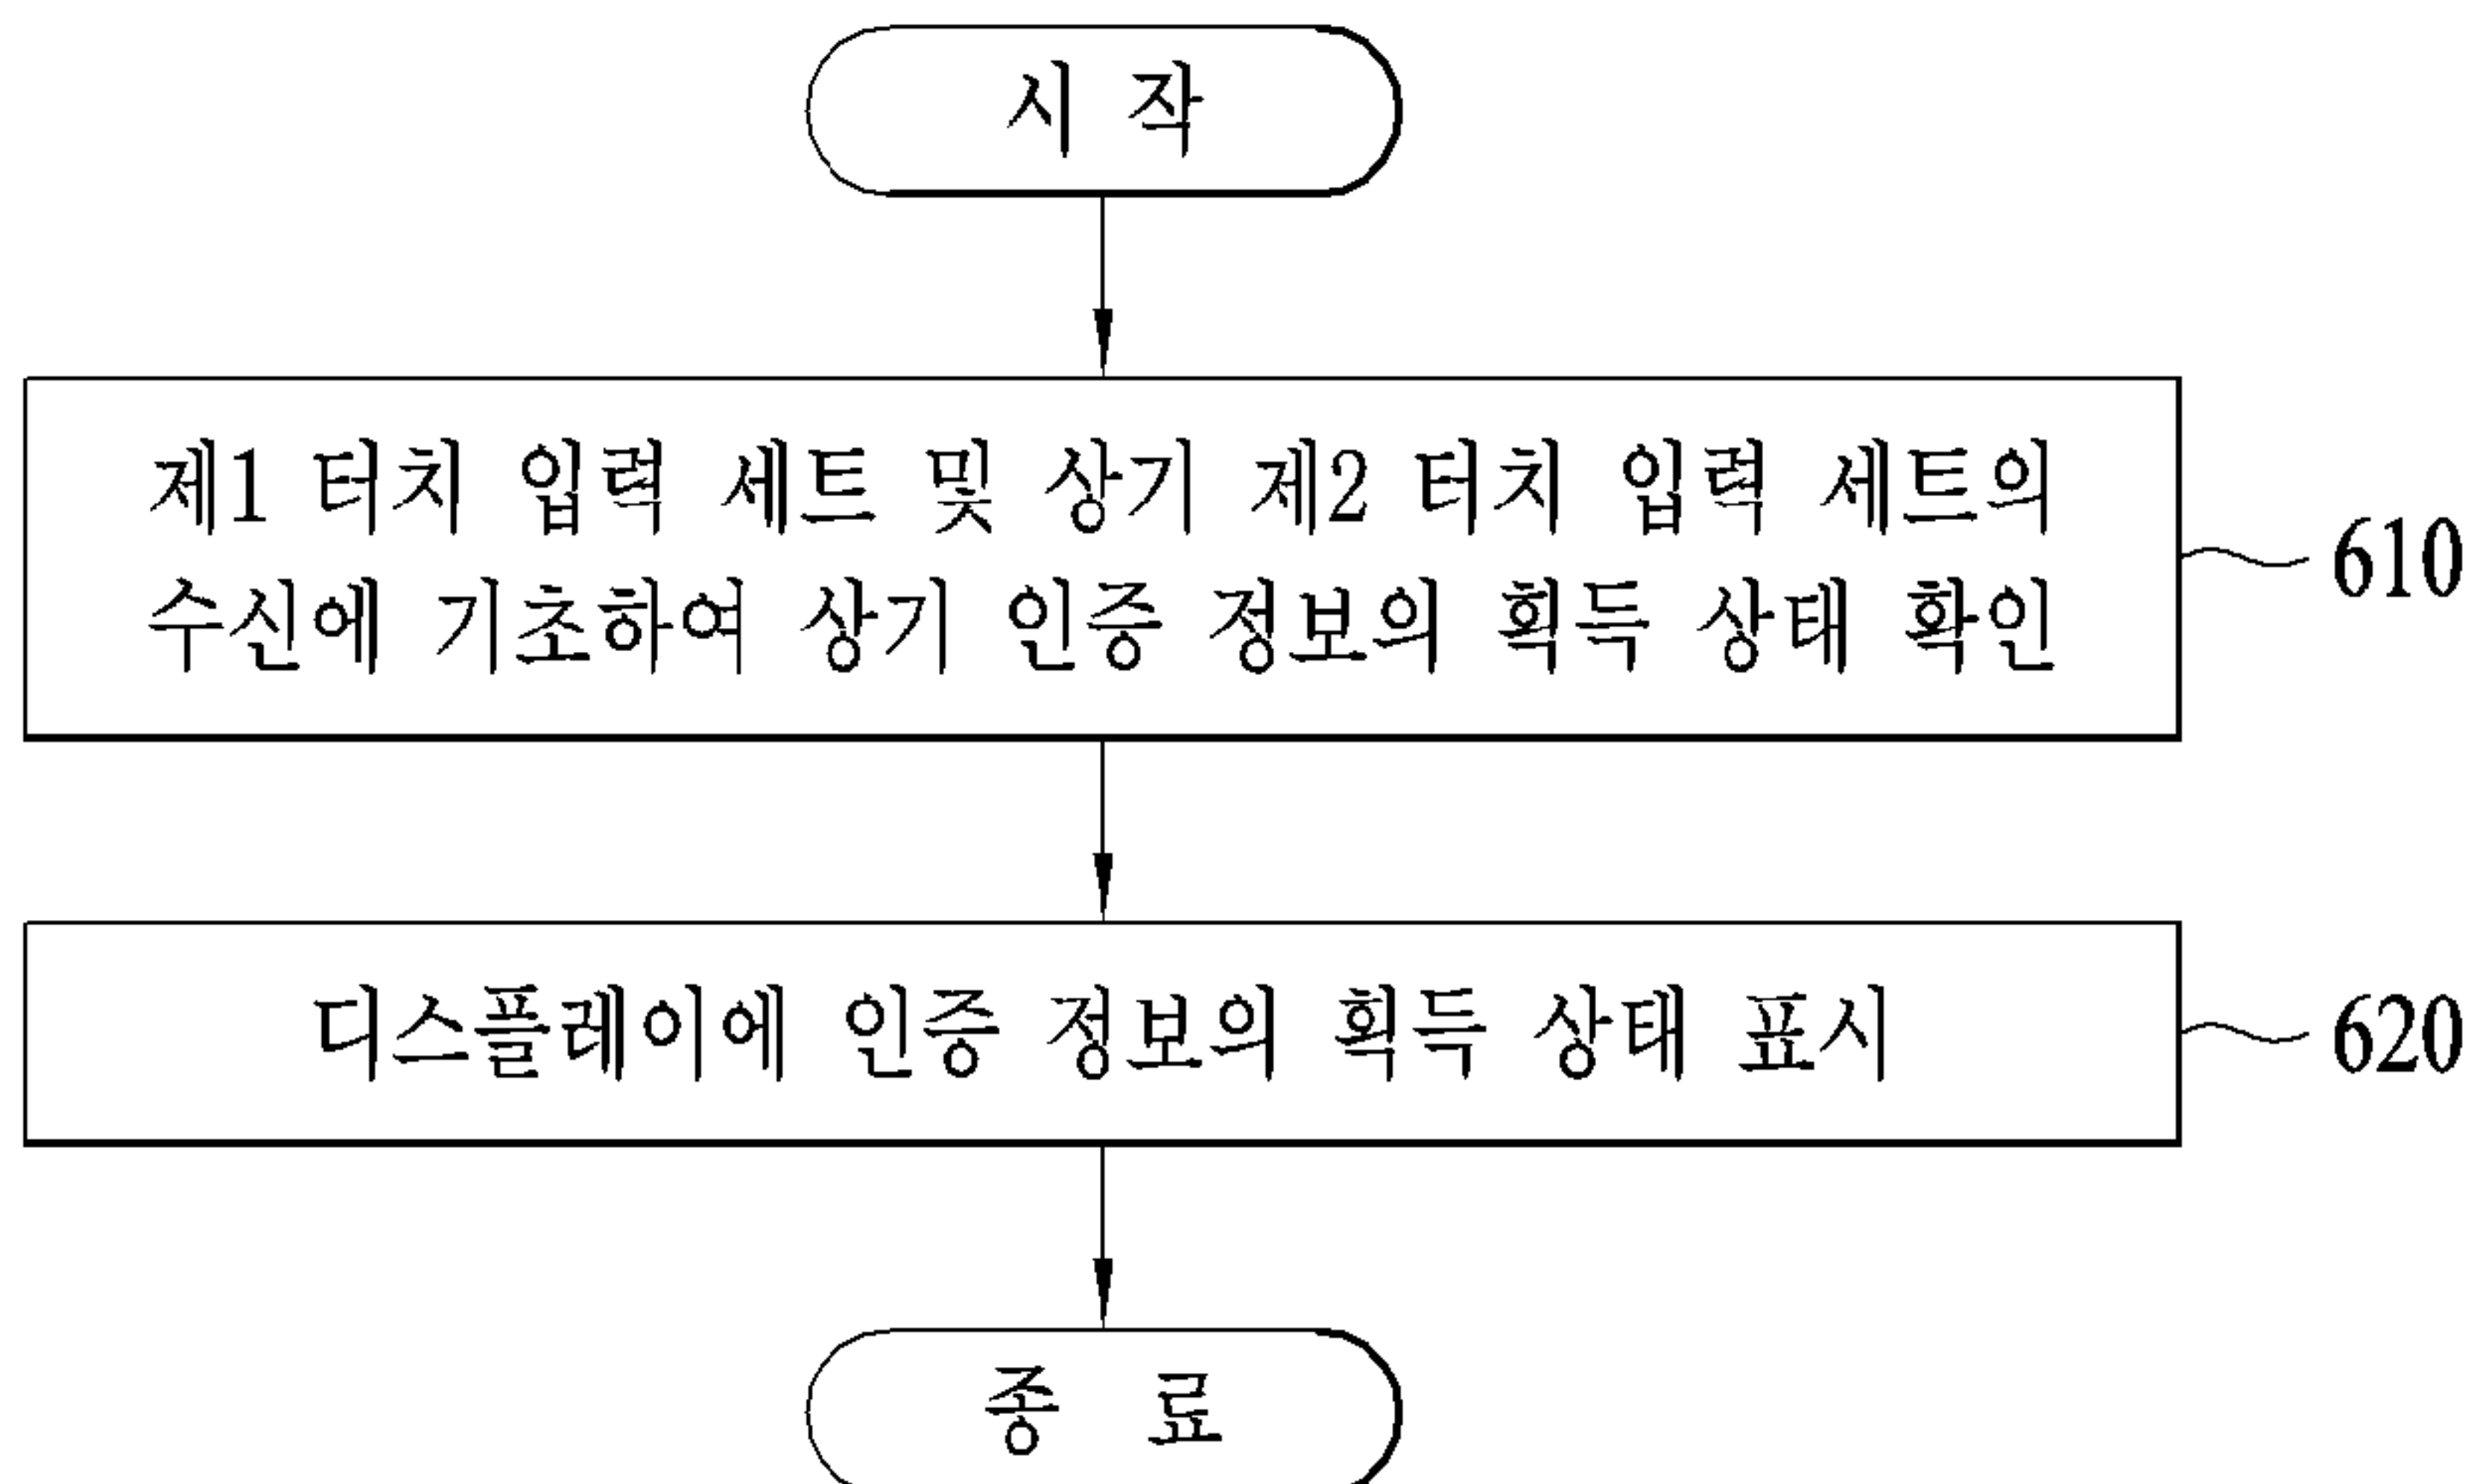 시 작
제1 터치 입력 세트 및 상기 제2 터치 입력 세트의
수신에 기초하여 상기 인증 정보의 획득 상태 확인
610
디스플레이에 인증 정보의 획득 상태 표시
620
종 료